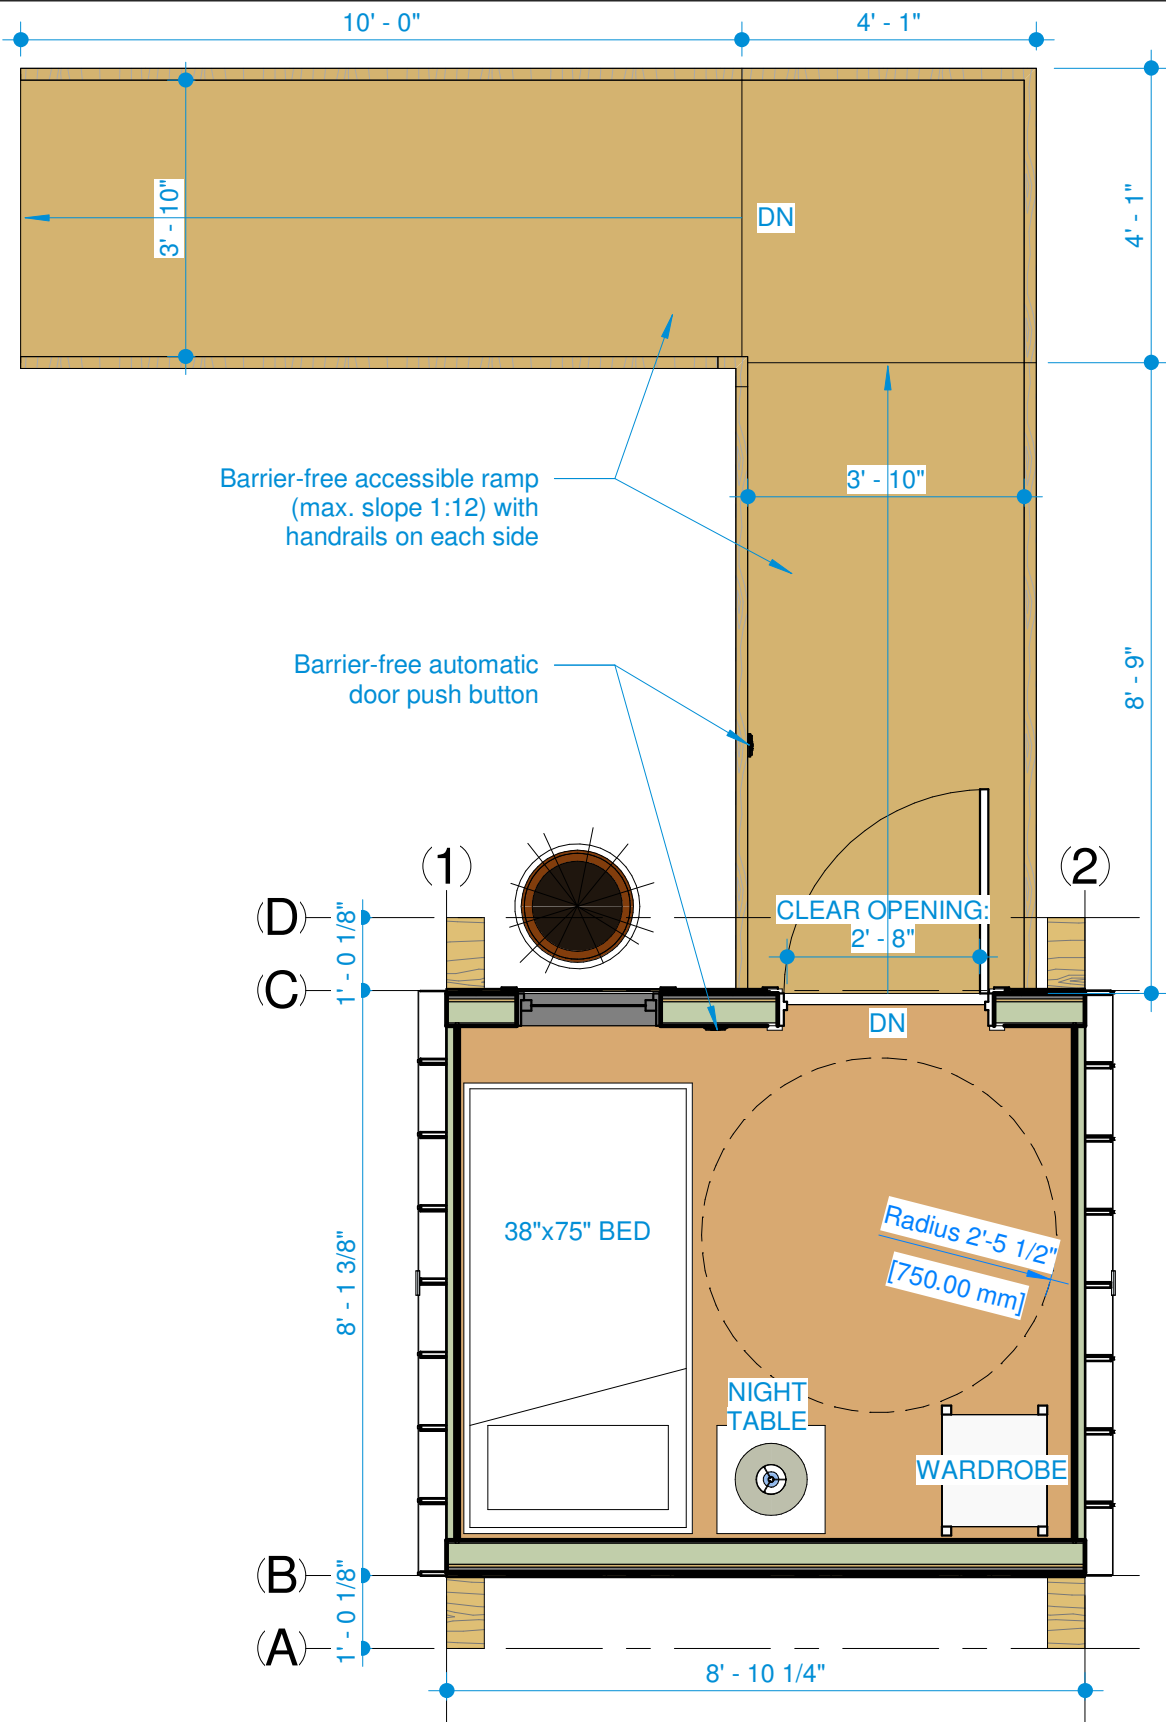 10' - 0"
4' - 1"
3' - 10"
DN
4' - 1"
Barrier-free accessible ramp
(max. slope 1:12) with
handrails on each side
3' - 10"
Barrier-free automatic
door push button
8' - 9"
(1)
(2)
(D)
1' - 0 1/8"
CLEAR OPENING:
2' - 8"
(C)
DN
38"x75" BED
Radius 2'-5 1/2"
[750.00 mm]
8' - 1 3/8"
NIGHT
TABLE
WARDROBE
(B)
1' - 0 1/8"
(A)
8' - 10 1/4"